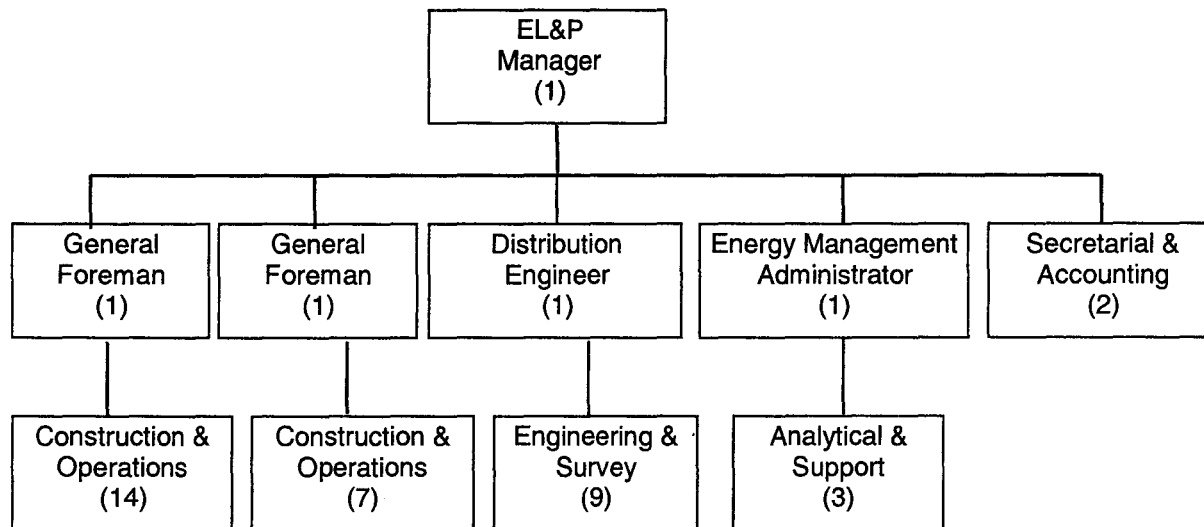 EL&P
Manager
(1)
General
Foreman
(1)
General
Foreman
(1)
Distribution
Engineer
(1)
Energy Management
Administrator
(1)
Secretarial &
Accounting
(2)
Construction &
Operations
(14)
Construction &
Operations
(7)
Engineering &
Survey
(9)
Analytical &
Support
(3)